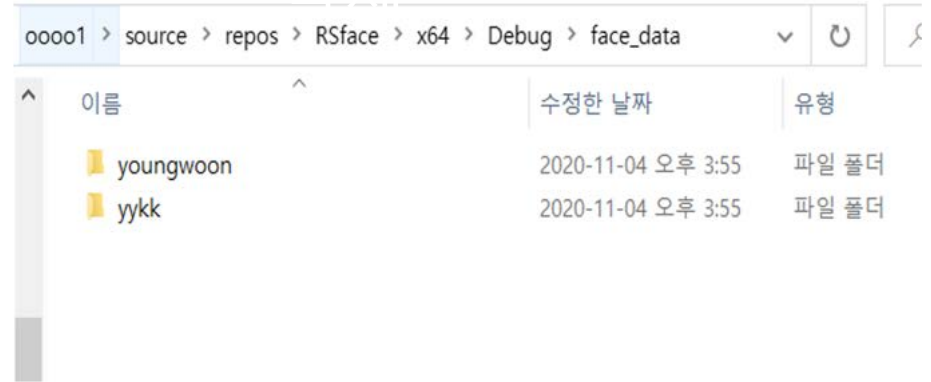 oooo1 > source > repos > RSface > x64 > Debug > face_data
이름 수정한 날짜 유형
youngwoon 2020-11-04 오후 3:55 파일 폴더
yykk 2020-11-04 오후 3:55 파일 폴더